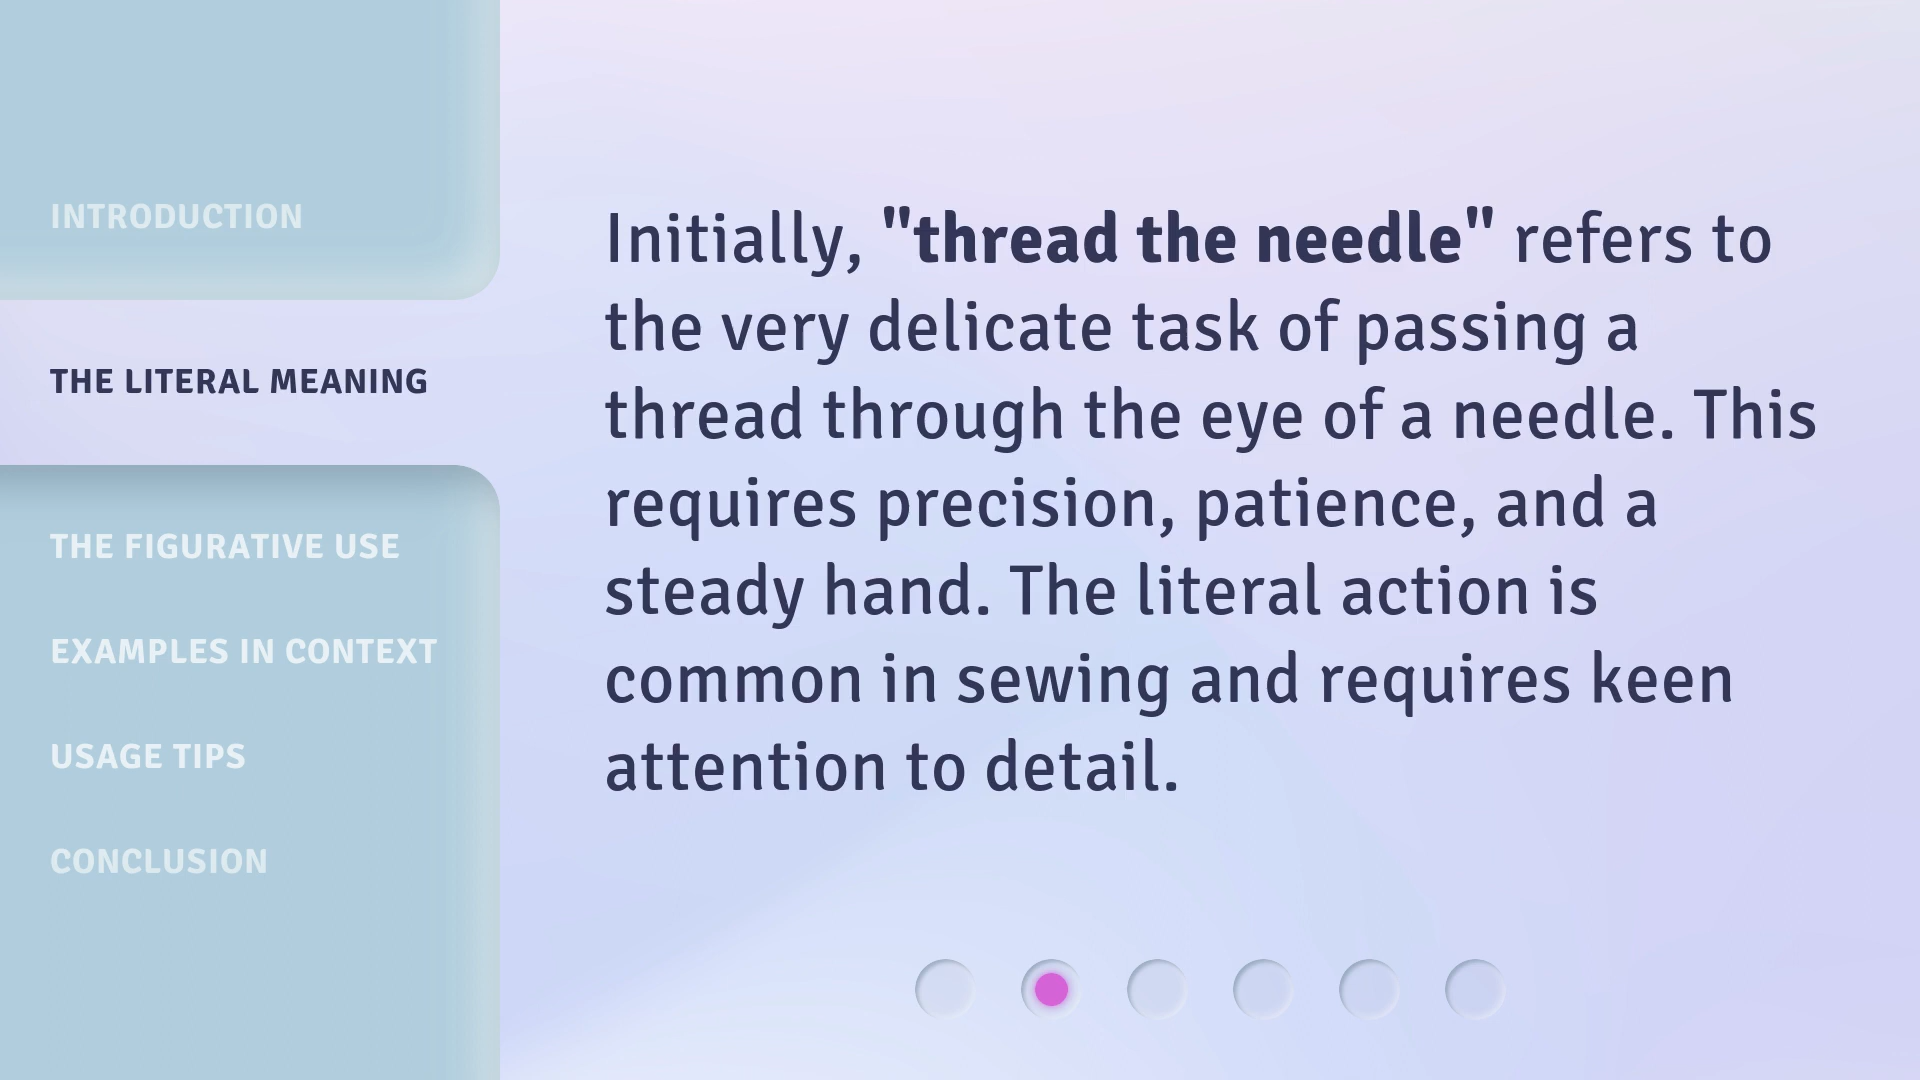 INTRODUCTION
THE LITERAL MEANING
THE FIGURATIVE USE
EXAMPLES IN CONTEXT
USAGE TIPS
CONCLUSION
Initially, "thread the needle" refers to
the very delicate task of passing a
thread through the eye of a needle. This
requires precision, patience, and a
steady hand. The literal action is
common in sewing and requires keen
attention to detail.